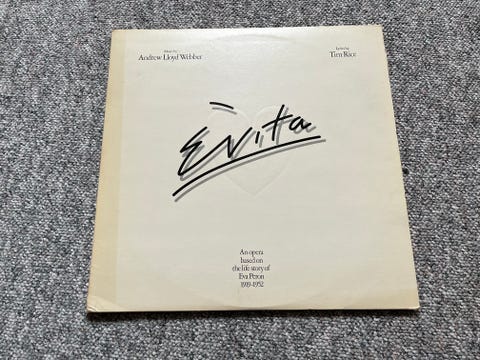 Music by
Andrew Lloyd Webber
Lyrics by
Tim Rice
Evita
An opera
based on
the life story of
Eva Peron
1919-1952